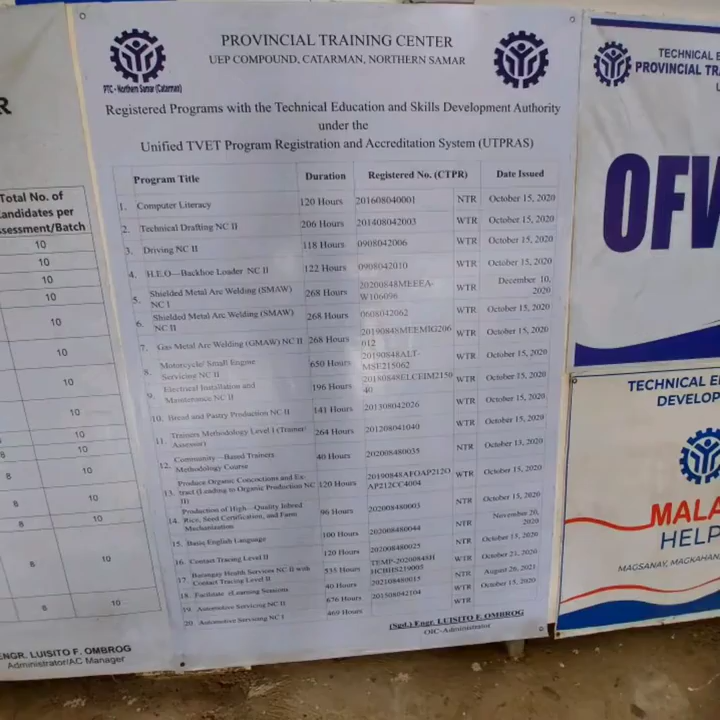 R
Total No. of
Candidates per
Assessment/Batch
10
10
10
10
10
10
10
10
10
8 10
8 10
8 10
8 10
8 10
ENGR. LUISITO F. OMBROG
Administrator/AC Manager
PTC - Northern Samar (Catarman)
PROVINCIAL TRAINING CENTER
UEP COMPOUND, CATARMAN, NORTHERN SAMAR
Registered Programs with the Technical Education and Skills Development Authority
under the
Unified TVET Program Registration and Accreditation System (UTPRAS)
Program Title Duration Registered No. (CTPR) Date Issued
1. Computer Literacy 120 Hours 201608040001 NTR October 15, 2020
2. Technical Drafting NC II 206 Hours 201408042003 WTR October 15, 2020
3. Driving NC II 118 Hours 0908042006 WTR October 15, 2020
4. H.E.O—Backhoe Loader NC II 122 Hours 0908042010 WTR October 15, 2020
5. Shielded Metal Arc Welding (SMAW) NC I 268 Hours 20200848MEEEA-W106096 WTR December 10, 2020
6. Shielded Metal Arc Welding (SMAW) NC II 268 Hours 0608042062 WTR October 15, 2020
7. Gas Metal Arc Welding (GMAW) NC II 268 Hours 20190848MEEMIG206012 WTR October 15, 2020
8. Motorcycle/ Small Engine Servicing NC II 650 Hours 20190848ALT-MSE215062 WTR October 15, 2020
9. Electrical Installation and Maintenance NC II 196 Hours 20180848ELCEIM215040 WTR October 15, 2020
10. Bread and Pastry Production NC II 141 Hours 201308042026 WTR October 15, 2020
11. Trainers Methodology Level I (Trainer/Assessor) 264 Hours 201208041040 WTR October 15, 2020
12. Community—Based Trainers Methodology Course 40 Hours 202008480035 NTR October 13, 2020
13. Produce Organic Concoctions and Extract (Leading to Organic Production NC II) 120 Hours 20190848AFOAP212OAP212CC4004 WTR October 15, 2020
14. Production of High—Quality Inbred Rice, Seed Certification, and Farm Mechanization 96 Hours 202008480003 NTR October 15, 2020
15. Basic English Language 100 Hours 202008480044 NTR November 20, 2020
16. Contact Tracing Level II 120 Hours 202008480025 NTR October 13, 2020
17. Barangay Health Services NC II with Contact Tracing Level II 535 Hours TEMP-20200848H HCBHS219005 WTR October 21, 2020
18. Facilitate eLearning Sessions 40 Hours 202108480015 NTR August 26, 2021
19. Automotive Servicing NC II 676 Hours 201508042104 WTR October 15, 2020
20. Automotive Servicing NC I 469 Hours WTR
(Sgd.) Engr. LUISITO F. OMBROG
OIC-Administrator
TECHNICAL E
PROVINCIAL TRA
U
OFW
TECHNICAL E
DEVELOP
MALA
HELP
MAGSANAY, MAGKAHAN